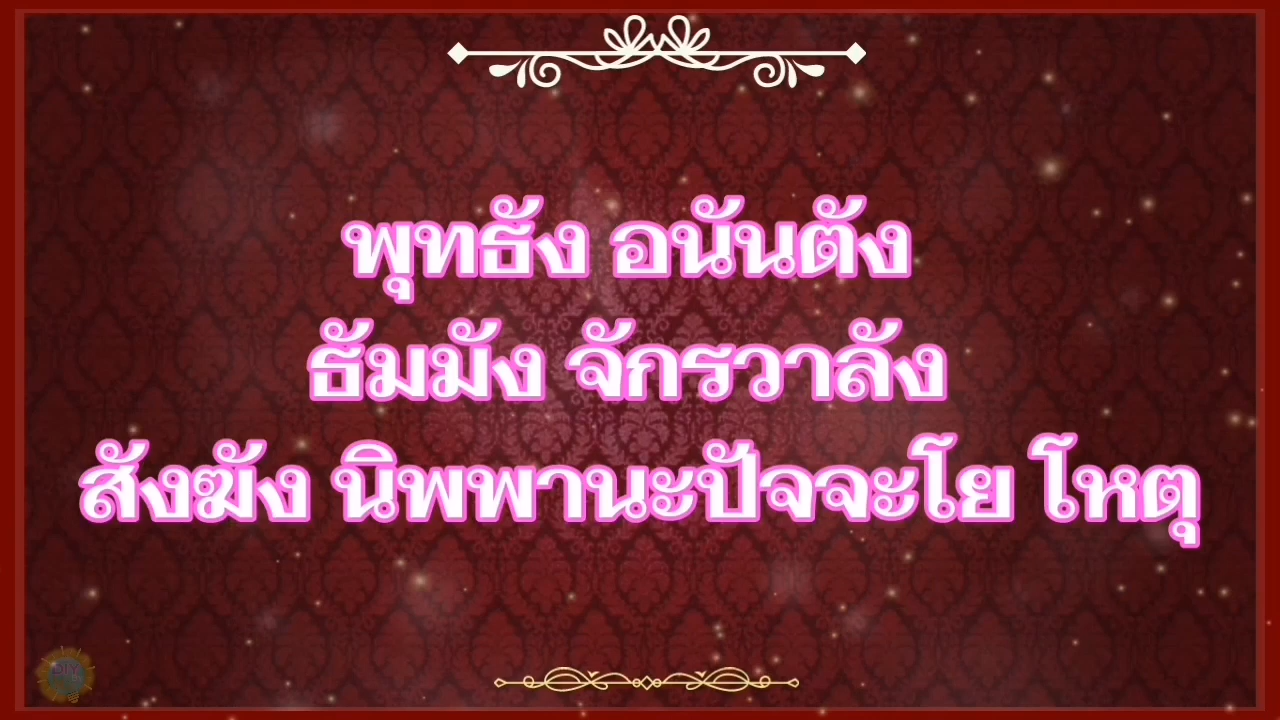 พุทธัง อนันตัง
ธัมมัง จักรวาลัง
สังฆัง นิพพานะปัจจะโย โหตุ
DIY